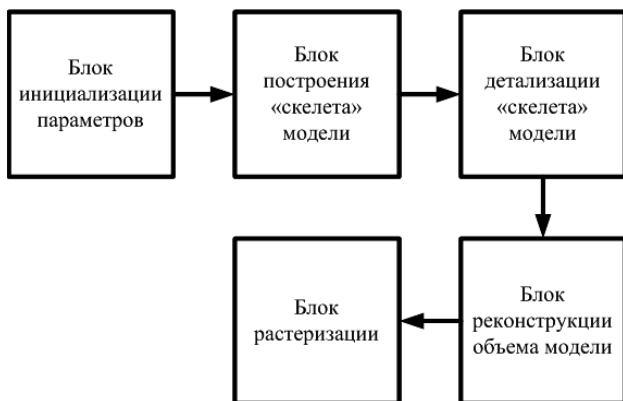 Блок
инициализации
параметров
Блок
построения
«скелета»
модели
Блок
детализации
«скелета»
модели
Блок
растеризации
Блок
реконструкции
объема модели